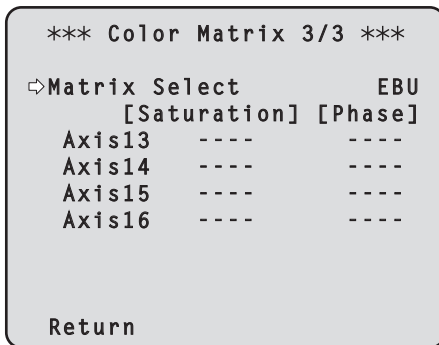 *** Color Matrix 3/3 ***
⇨Matrix Select EBU
[Saturation] [Phase]
Axis13 ---- ----
Axis14 ---- ----
Axis15 ---- ----
Axis16 ---- ----
Return